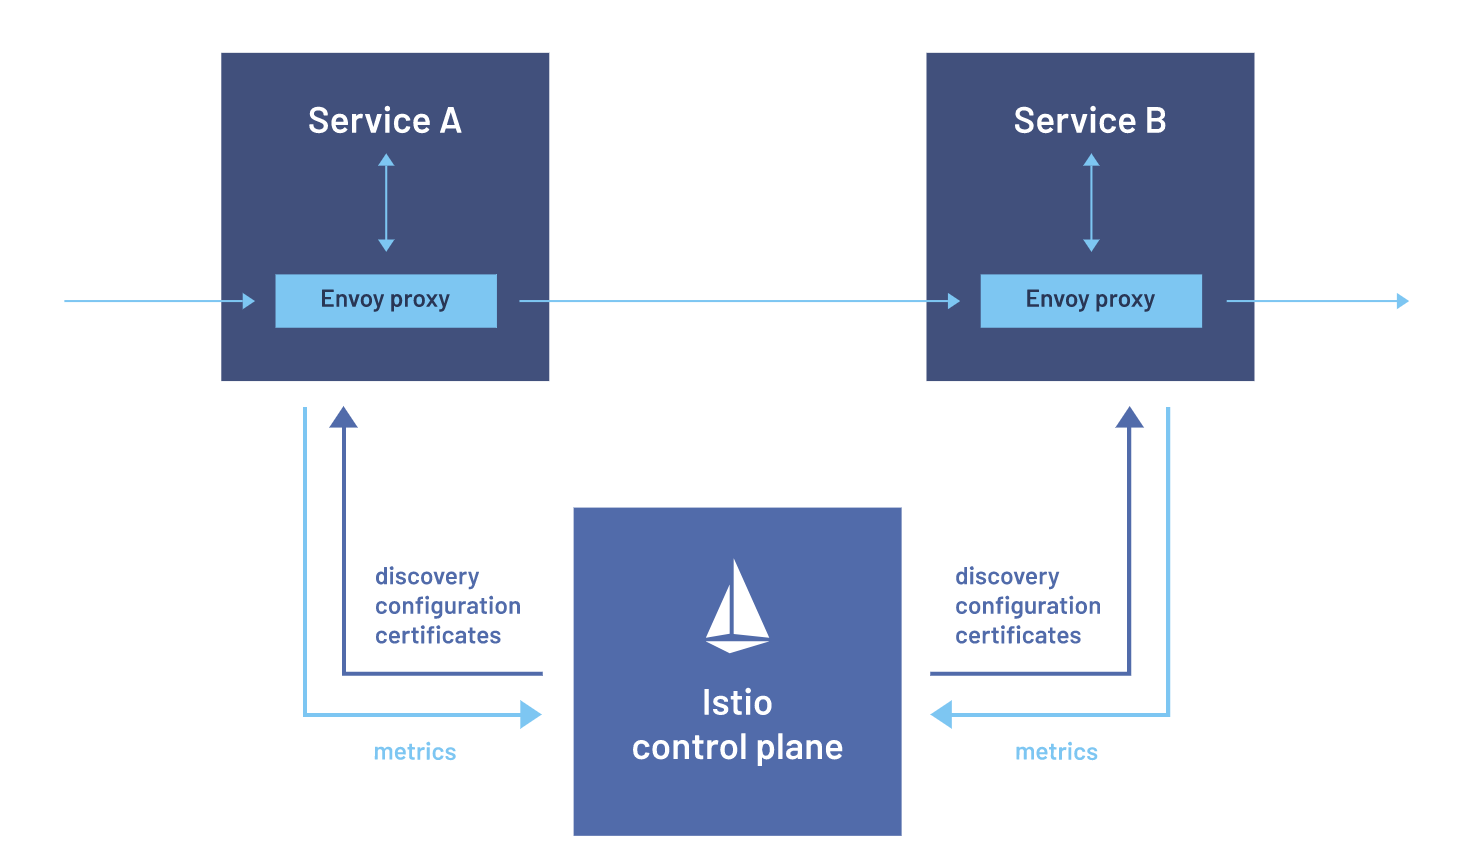 Service A
Envoy proxy
Service B
Envoy proxy
discovery
configuration
certificates
metrics
Istio
control plane
discovery
configuration
certificates
metrics